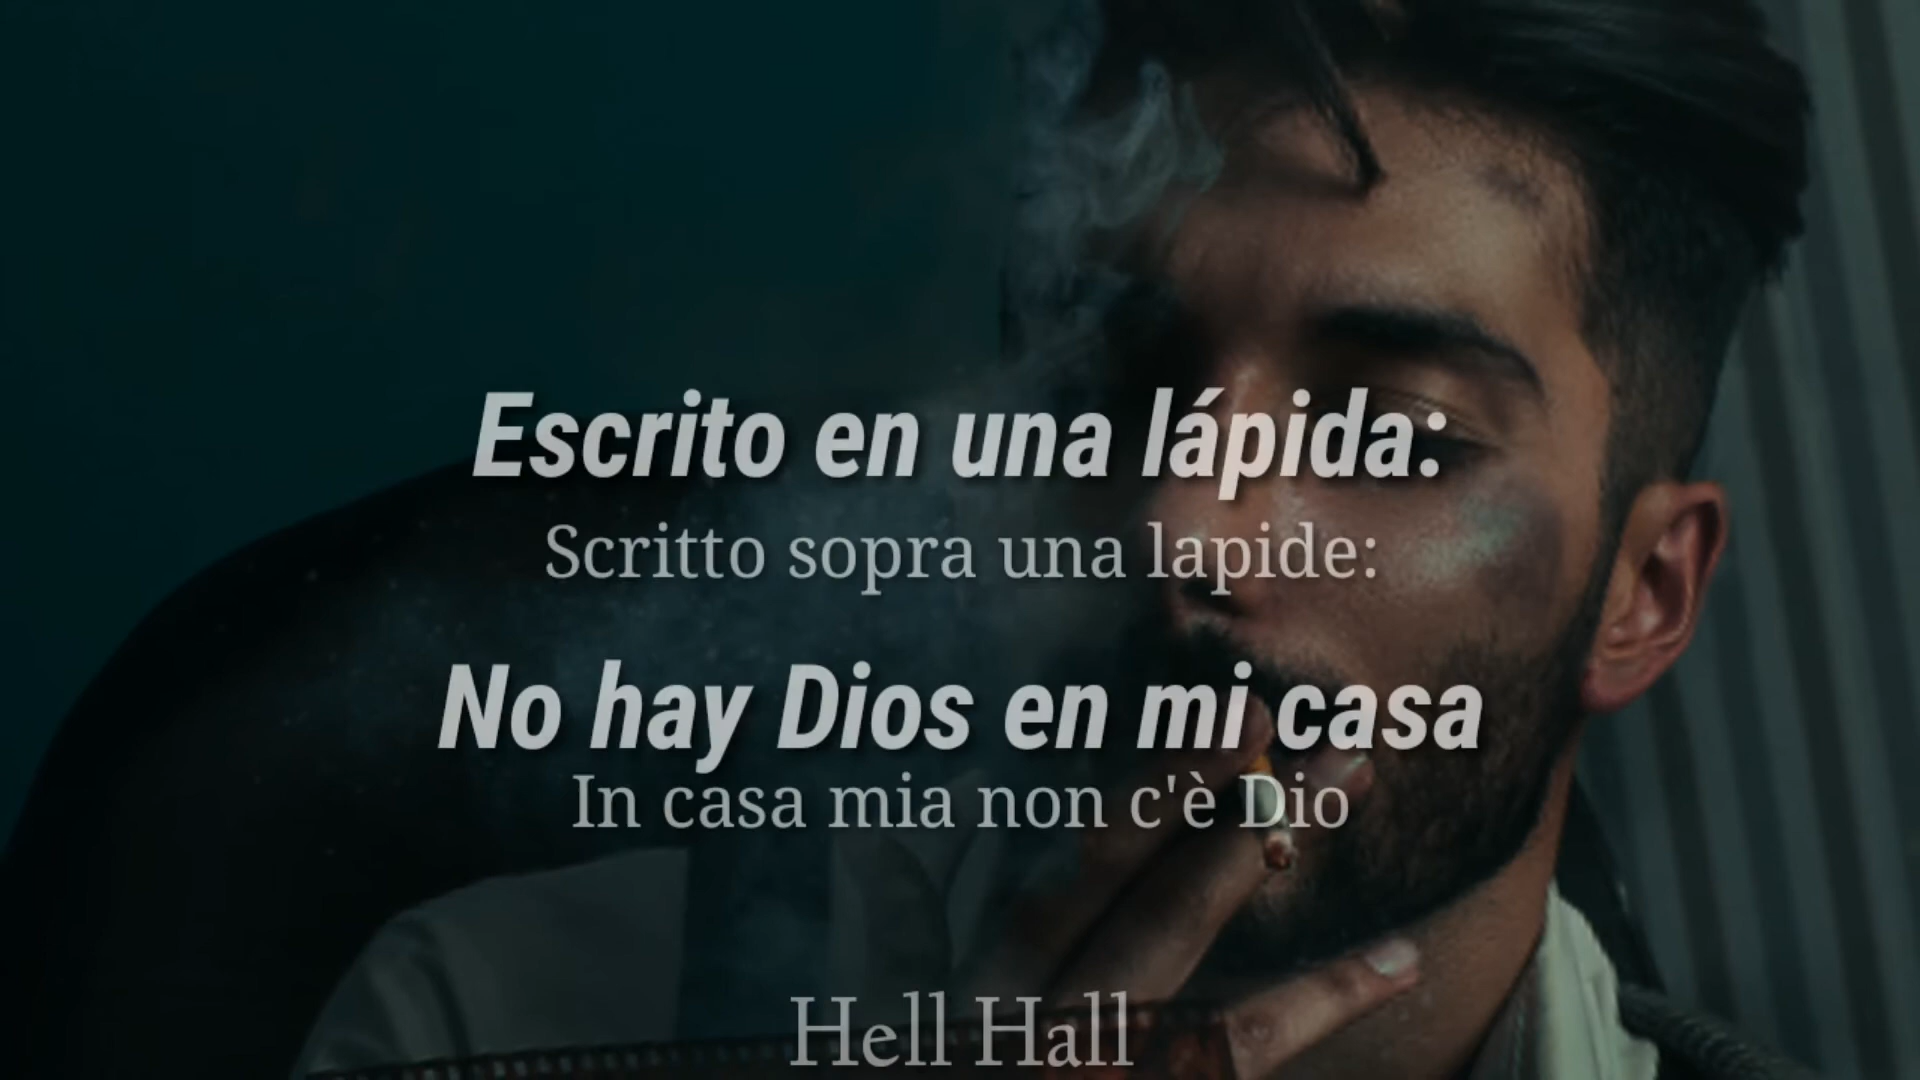 Escrito en una lápida:
Scritto sopra una lapide:
No hay Dios en mi casa
In casa mia non c'è Dio
Hell Hall